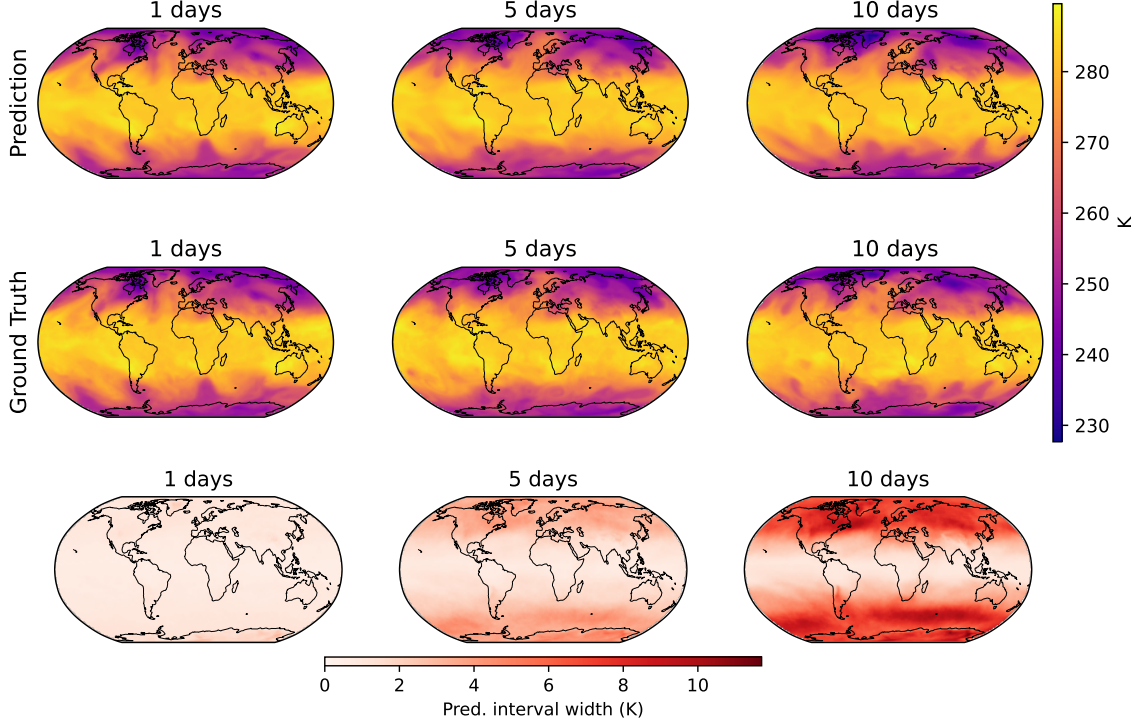 1 days
5 days
10 days
Prediction
280
270
260
250
240
230
K
1 days
5 days
10 days
Ground Truth
1 days
5 days
10 days
0
2
4
6
8
10
Pred. interval width (K)